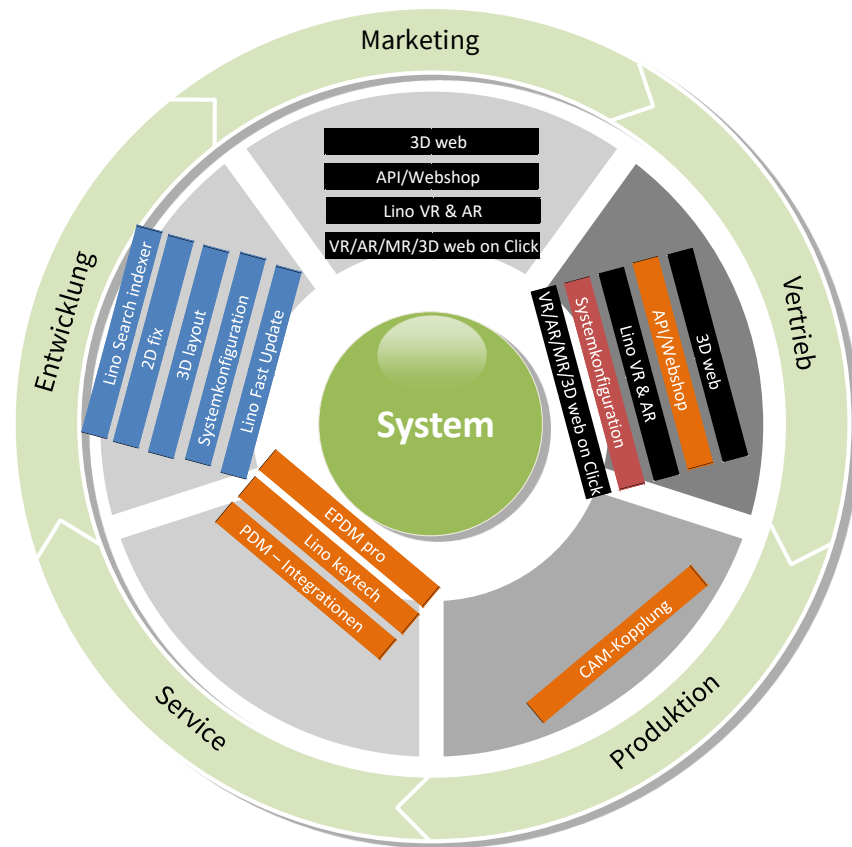 Marketing
3D web
API/Webshop
Lino VR & AR
VR/AR/MR/3D web on Click
Vertrieb
VR/AR/MR/3D web on Click
Systemkonfiguration
Lino VR & AR
API/Webshop
3D web
Produktion
CAM-Kopplung
Service
EPDM pro
Lino keytech
PDM – Integrationen
Entwicklung
Lino Search indexer
2D fix
3D layout
Systemkonfiguration
Lino Fast Update
System